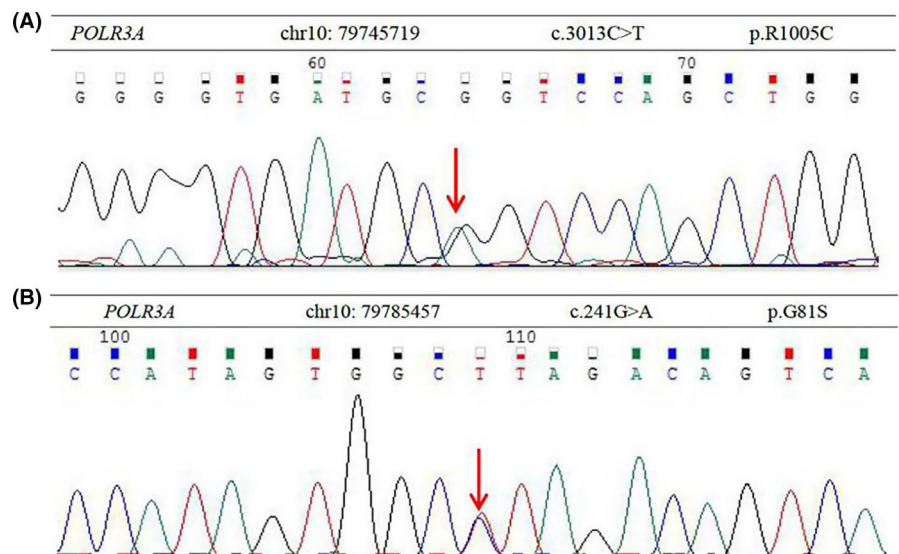 (A) POLR3A chr10: 79745719 c.3013C>T p.R1005C
60 70
G G G G T G A T G C G G T C C A G C T G G
(B) POLR3A chr10: 79785457 c.241G>A p.G81S
100 110
C C A T A G T G G C T T A G A C A G T C A